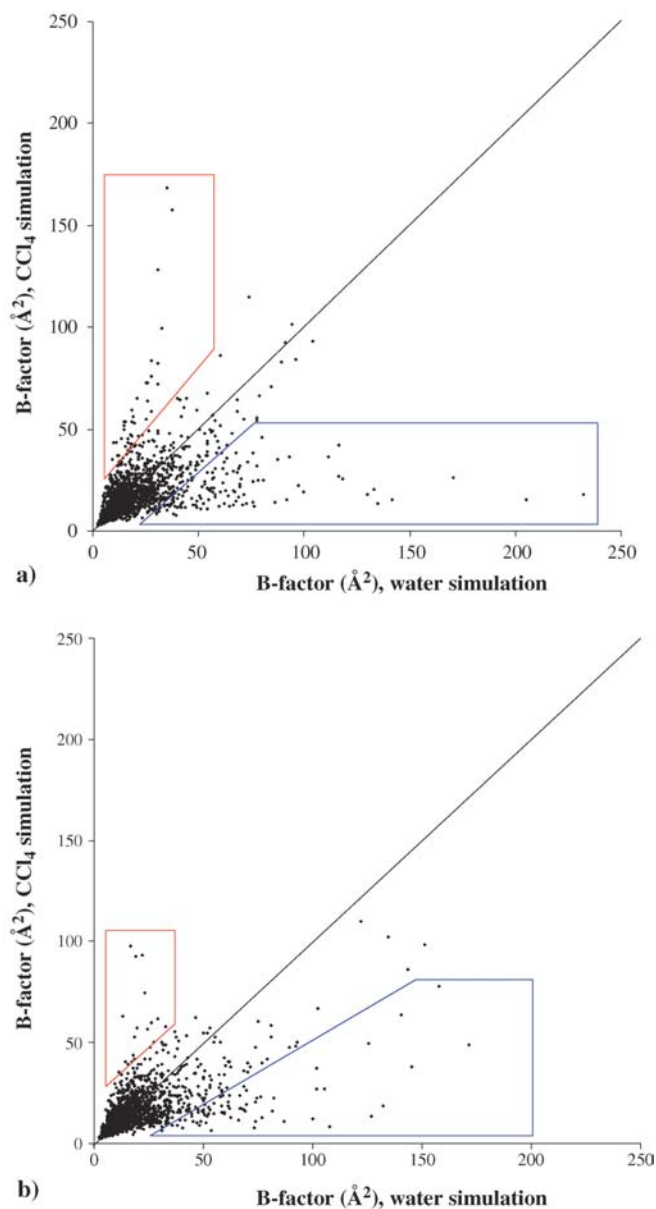 250
200
150
100
50
0
B-factor (Å²), CCl₄ simulation
0 50 100 150 200 250
a) B-factor (Å²), water simulation
250
200
150
100
50
0
B-factor (Å²), CCl₄ simulation
0 50 100 150 200 250
b) B-factor (Å²), water simulation